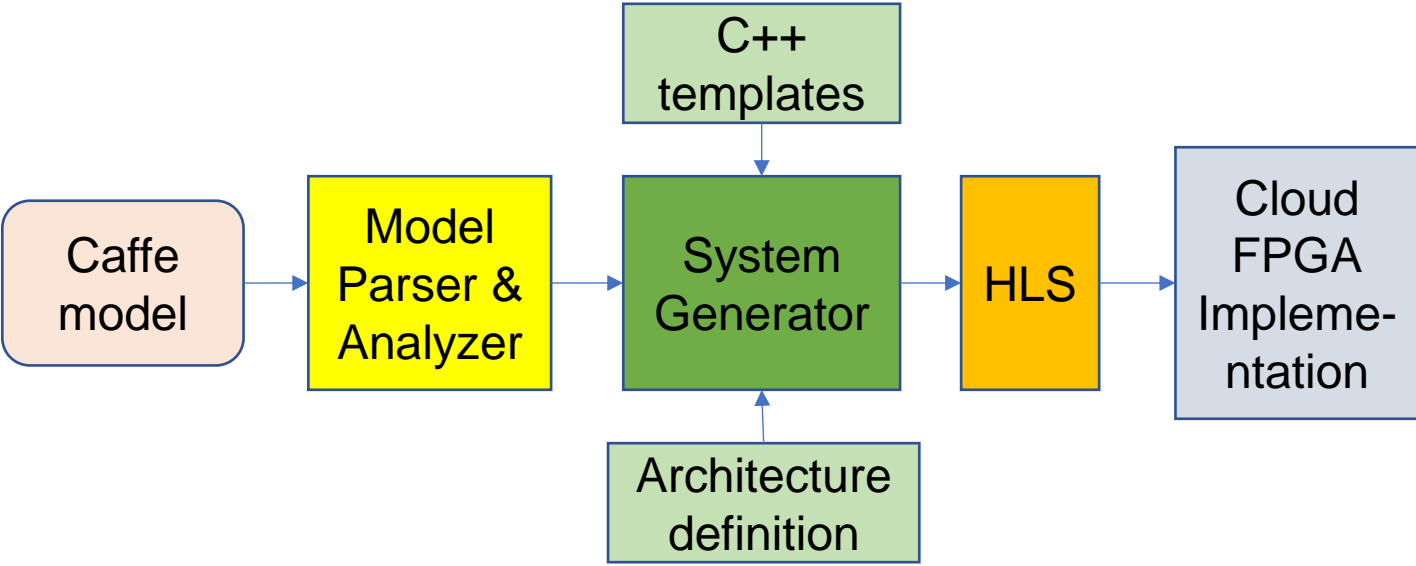 C++
templates
Caffe
model
Model
Parser &
Analyzer
System
Generator
HLS
Cloud
FPGA
Impleme-
ntation
Architecture
definition